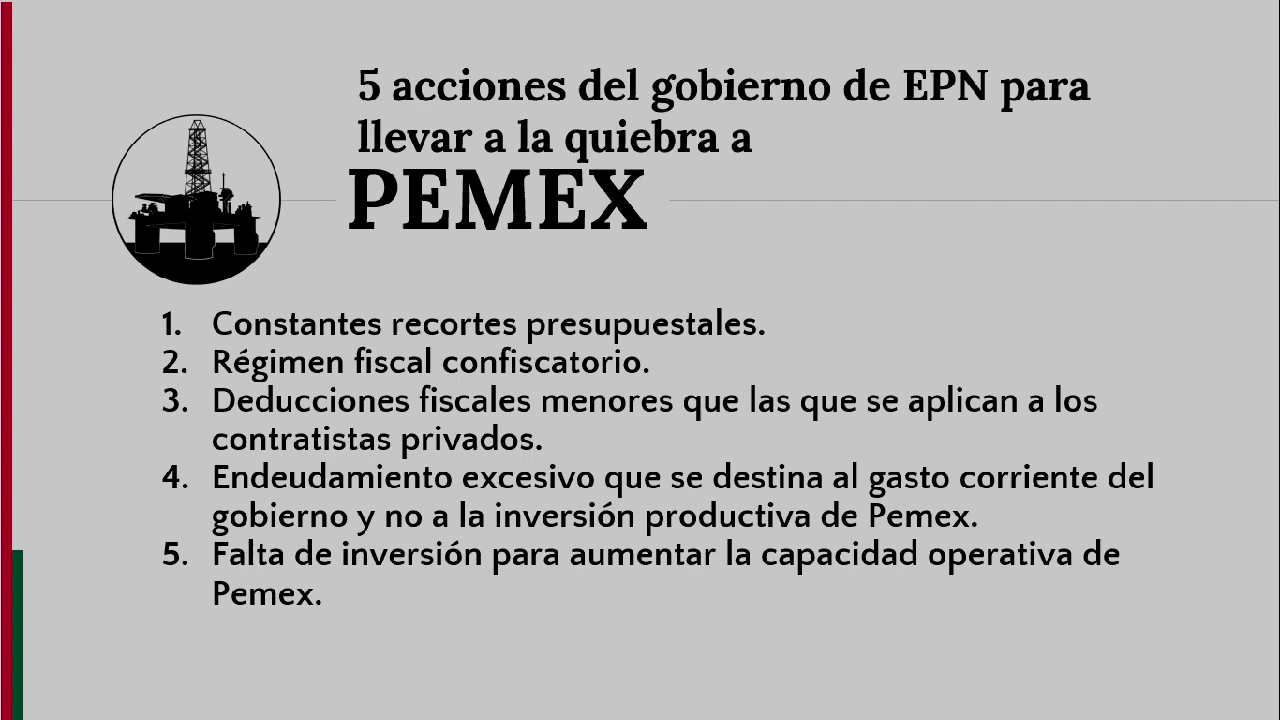 5 acciones del gobierno de EPN para
llevar a la quiebra a
PEMEX
1. Constantes recortes presupuestales.
2. Régimen fiscal confiscatorio.
3. Deducciones fiscales menores que las que se aplican a los
contratistas privados.
4. Endeudamiento excesivo que se destina al gasto corriente del
gobierno y no a la inversión productiva de Pemex.
5. Falta de inversión para aumentar la capacidad operativa de
Pemex.